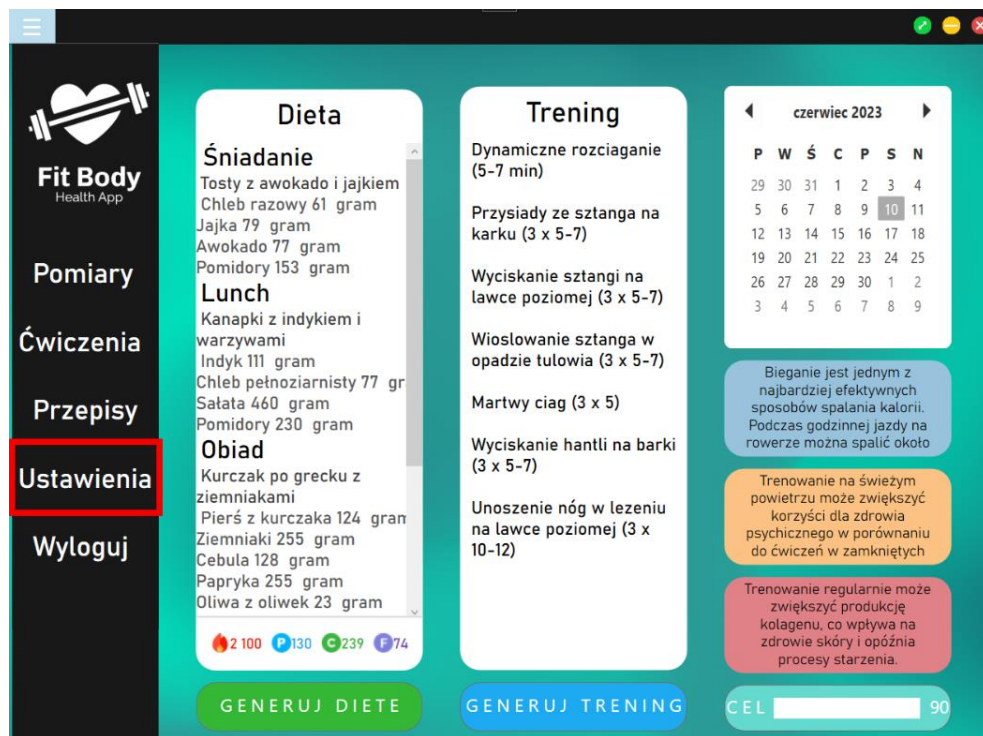 Fit Body
Health App
Pomiary
Ćwiczenia
Przepisy
Ustawienia
Wyloguj
Dieta
Śniadanie
Tosty z awokado i jajkiem
Chleb razowy 61 gram
Jajka 79 gram
Awokado 77 gram
Pomidory 153 gram
Lunch
Kanapki z indykiem i
warzywami
Indyk 111 gram
Chleb pełnoziarnisty 77 gr
Sałata 460 gram
Pomidory 230 gram
Obiad
Kurczak po grecku z
ziemniakami
Pierś z kurczaka 124 gram
Ziemniaki 255 gram
Cebula 128 gram
Papryka 255 gram
Oliwa z oliwek 23 gram
2 100 P 130 C 239 F 74
GENERUJ DIETE
Trening
Dynamiczne rozciaganie
(5-7 min)
Przysiady ze sztanga na
karku (3 x 5-7)
Wyciskanie sztangi na
lawce poziomej (3 x 5-7)
Wioslowanie sztanga w
opadzie tulowia (3 x 5-7)
Martwy ciag (3 x 5)
Wyciskanie hantli na barki
(3 x 5-7)
Unoszenie nóg w lezeniu
na lawce poziomej (3 x
10-12)
GENERUJ TRENING
czerwiec 2023
P W Ś C P S N
29 30 31 1 2 3 4
5 6 7 8 9 10 11
12 13 14 15 16 17 18
19 20 21 22 23 24 25
26 27 28 29 30 1 2
3 4 5 6 7 8 9
Bieganie jest jednym z
najbardziej efektywnych
sposobów spalania kalorii.
Podczas godzinnej jazdy na
rowerze można spalić około
Trenowanie na świeżym
powietrzu może zwiększyć
korzyści dla zdrowia
psychicznego w porównaniu
do ćwiczeń w zamkniętych
Trenowanie regularnie może
zwiększyć produkcję
kolagenu, co wpływa na
zdrowie skóry i opóźnia
procesy starzenia.
CEL 90